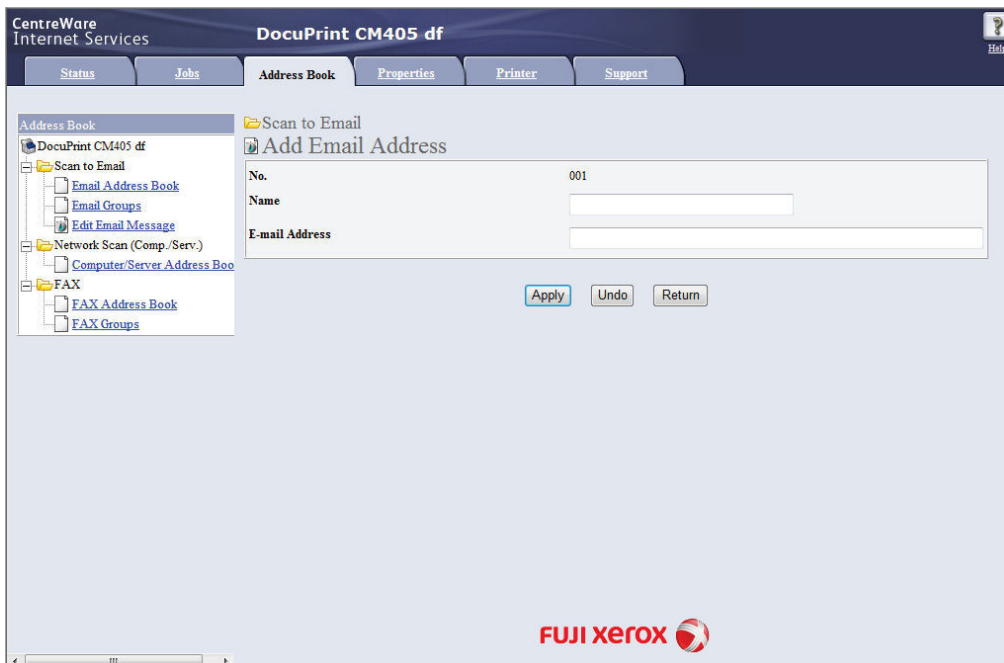 CentreWare
Internet Services
DocuPrint CM405 df
Help
Status
Jobs
Address Book
Properties
Printer
Support
Address Book
DocuPrint CM405 df
Scan to Email
Email Address Book
Email Groups
Edit Email Message
Network Scan (Comp./Serv.)
Computer/Server Address Boo
FAX
FAX Address Book
FAX Groups
Scan to Email
Add Email Address
No. 001
Name
E-mail Address
Apply Undo Return
FUJI xerox